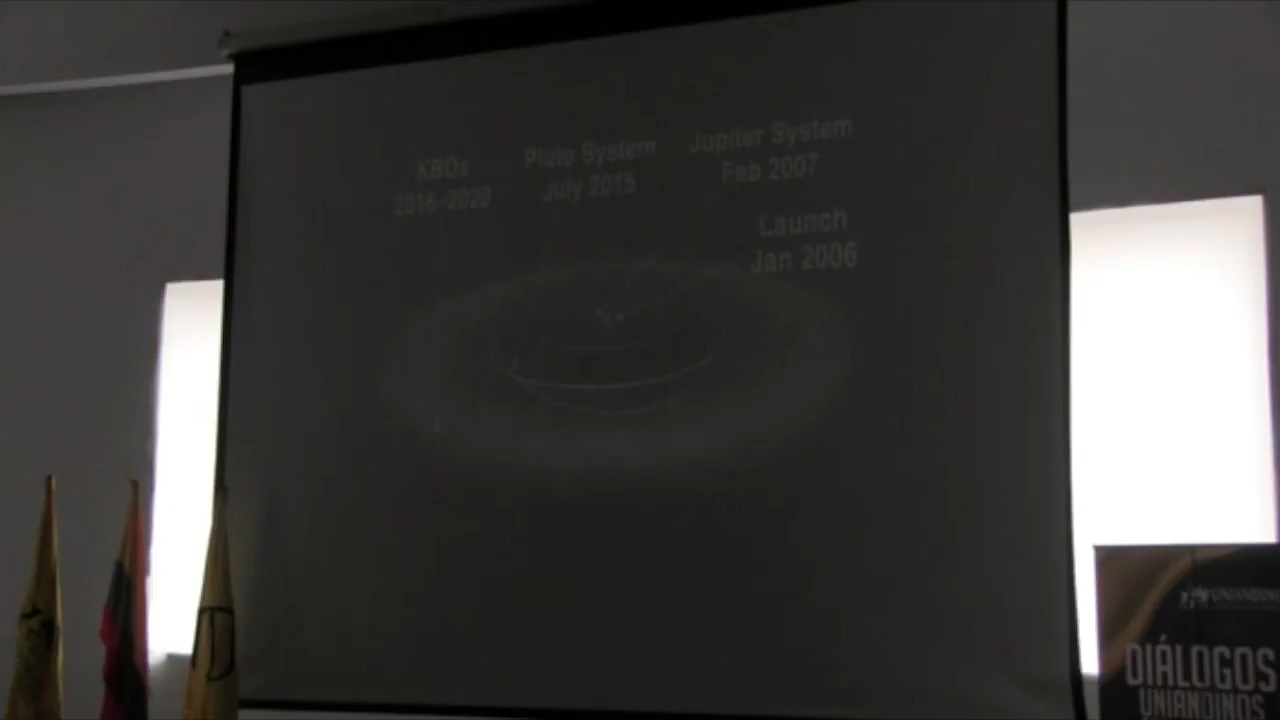 KBOs
2016-2020
Pluto System
July 2015
Jupiter System
Feb 2007
Launch
Jan 2006
UNIANDINOS
DIÁLOGOS
UNIANDINOS